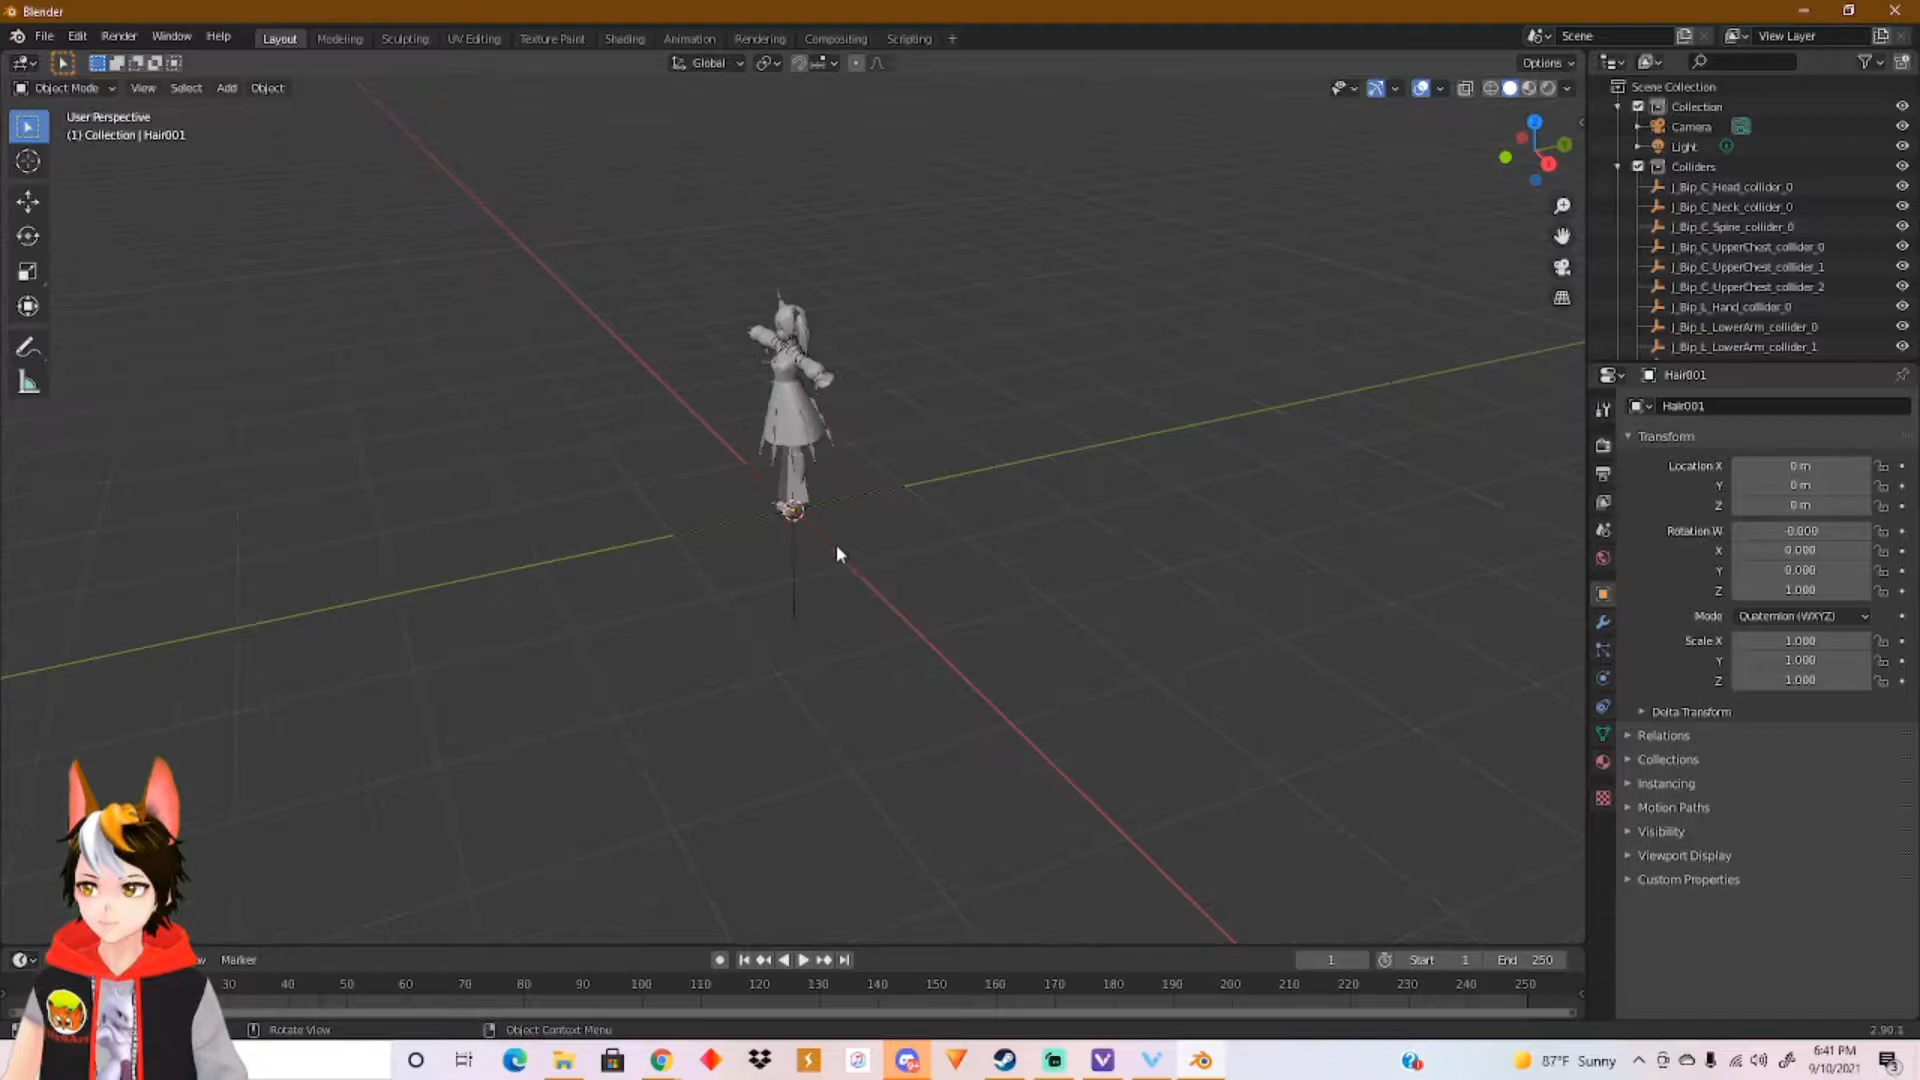 Blender
File Edit Render Window Help
Layout Modeling Sculpting UV Editing Texture Paint Shading Animation Rendering Compositing Scripting +
Scene
View Layer
Global
Options
Object Mode View Select Add Object
User Perspective
(1) Collection | Hair001
Scene Collection
Collection
Camera
Light
Colliders
J_Bip_C_Head_collider_0
J_Bip_C_Neck_collider_0
J_Bip_C_Spine_collider_0
J_Bip_C_UpperChest_collider_0
J_Bip_C_UpperChest_collider_1
J_Bip_C_UpperChest_collider_2
J_Bip_L_Hand_collider_0
J_Bip_L_LowerArm_collider_0
J_Bip_L_LowerArm_collider_1
Hair001
Hair001
Transform
Location X 0 m
Y 0 m
Z 0 m
Rotation W -0.000
X 0.000
Y 0.000
Z 1.000
Mode Quaternion (WXYZ)
Scale X 1.000
Y 1.000
Z 1.000
Delta Transform
Relations
Collections
Instancing
Motion Paths
Visibility
Viewport Display
Custom Properties
Marker
1
Start 1
End 250
30 40 50 60 70 80 90 100 110 120 130 140 150 160 170 180 190 200 210 220 230 240 250
Rotate View
Object Context Menu
2.90.1
87°F Sunny
6:41 PM
9/10/2021